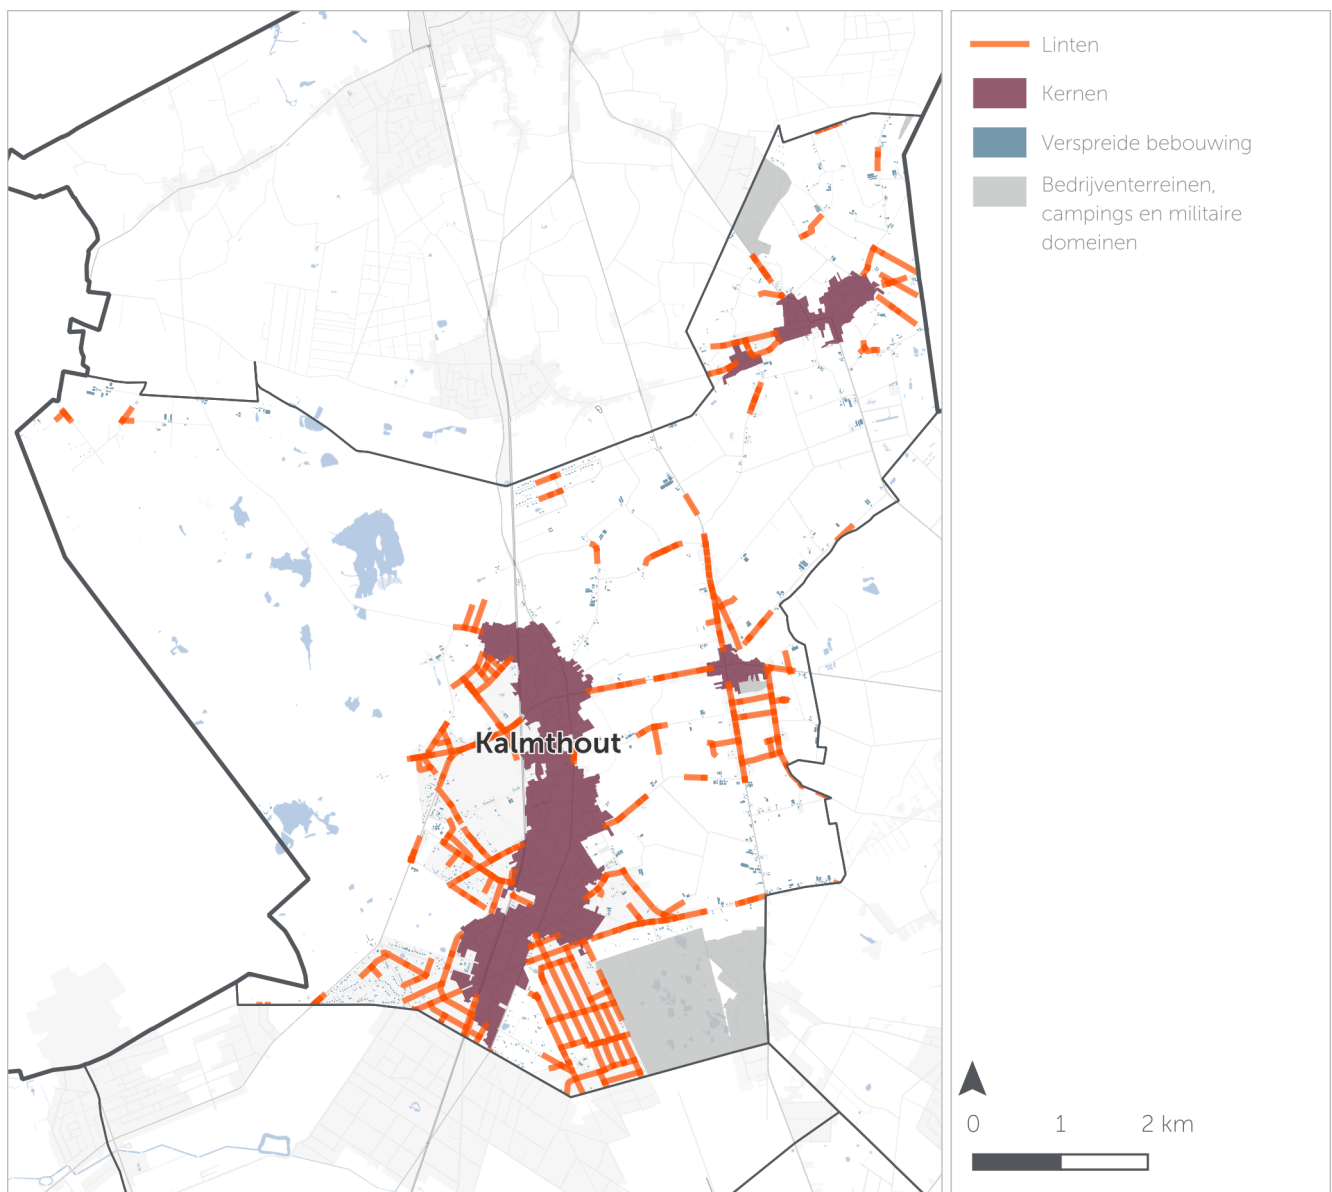 Linten
Kernen
Verspreide bebouwing
Bedrijventerreinen,
campings en militaire
domeinen
Kalmthout
0 1 2 km